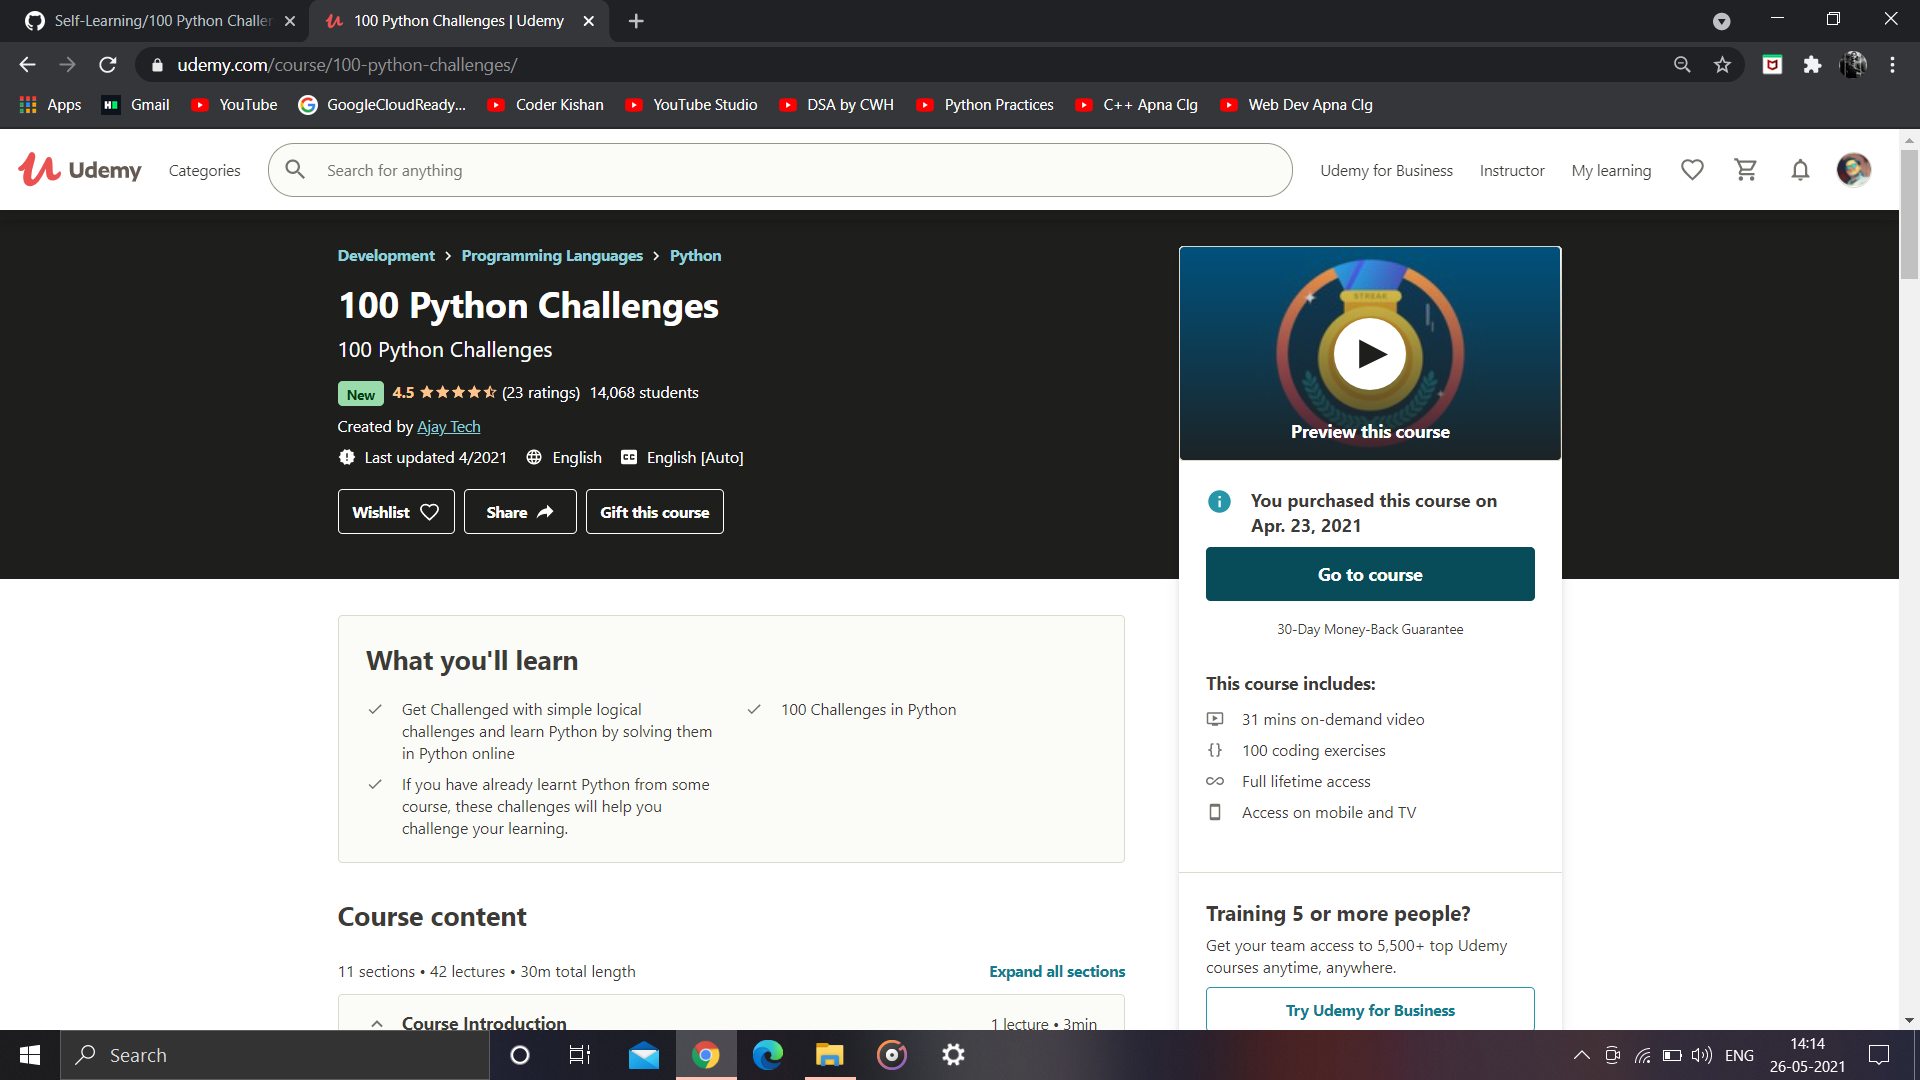 Self-Learning/100 Python Challen
100 Python Challenges | Udemy
udemy.com/course/100-python-challenges/
Apps
Gmail
YouTube
GoogleCloudReady...
Coder Kishan
YouTube Studio
DSA by CWH
Python Practices
C++ Apna Clg
Web Dev Apna Clg
Udemy
Categories
Search for anything
Udemy for Business
Instructor
My learning
Development > Programming Languages > Python
100 Python Challenges
100 Python Challenges
New 4.5 (23 ratings) 14,068 students
Created by Ajay Tech
Last updated 4/2021 English CC English [Auto]
Wishlist
Share
Gift this course
STREAK
Preview this course
You purchased this course on
Apr. 23, 2021
Go to course
30-Day Money-Back Guarantee
This course includes:
31 mins on-demand video
{} 100 coding exercises
Full lifetime access
Access on mobile and TV
Training 5 or more people?
Get your team access to 5,500+ top Udemy
courses anytime, anywhere.
Try Udemy for Business
What you'll learn
Get Challenged with simple logical
challenges and learn Python by solving them
in Python online
If you have already learnt Python from some
course, these challenges will help you
challenge your learning.
100 Challenges in Python
Course content
11 sections • 42 lectures • 30m total length
Expand all sections
Course Introduction
1 lecture • 3min
Search
ENG
14:14
26-05-2021